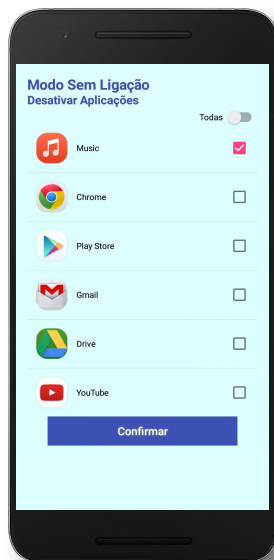 Modo Sem Ligação
Desativar Aplicações
Todas
Music
Chrome
Play Store
Gmail
Drive
YouTube
Confirmar